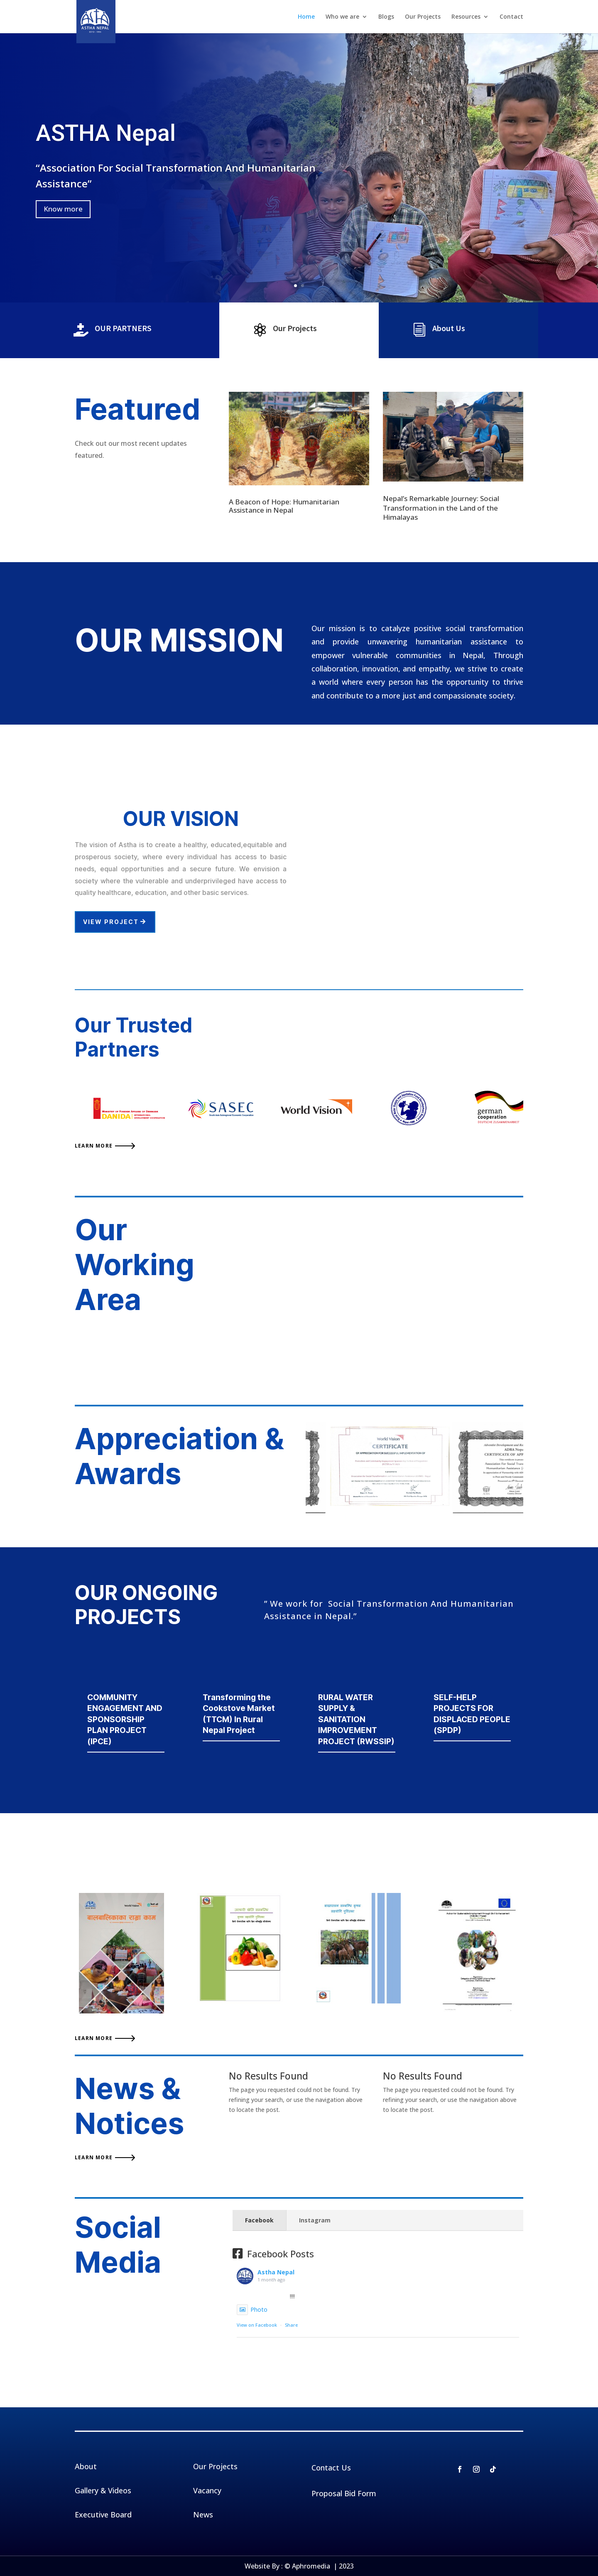 ASTHA NEPAL
Home
Who we are
Blogs
Our Projects
Resources
Contact
ASTHA Nepal
“Association For Social Transformation And Humanitarian
Assistance”
Know more
OUR PARTNERS
Our Projects
About Us
Featured
Check out our most recent updates
featured.
A Beacon of Hope: Humanitarian
Assistance in Nepal
Nepal’s Remarkable Journey: Social
Transformation in the Land of the
Himalayas
OUR MISSION
Our mission is to catalyze positive social transformation
and provide unwavering humanitarian assistance to
empower vulnerable communities in Nepal, Through
collaboration, innovation, and empathy, we strive to create
a world where every person has the opportunity to thrive
and contribute to a more just and compassionate society.
OUR VISION
The vision of Astha is to create a healthy, educated,equitable and
prosperous society, where every individual has access to basic
needs, equal opportunities and a secure future. We envision a
society where the vulnerable and underprivileged have access to
quality healthcare, education, and other basic services.
VIEW PROJECT
Our Trusted
Partners
DANIDA
SASEC
World Vision
german
cooperation
LEARN MORE
Our
Working
Area
Appreciation &
Awards
World Vision
CERTIFICATE
OUR ONGOING
PROJECTS
“ We work for Social Transformation And Humanitarian
Assistance in Nepal.”
COMMUNITY
ENGAGEMENT AND
SPONSORSHIP
PLAN PROJECT
(IPCE)
Transforming the
Cookstove Market
(TTCM) In Rural
Nepal Project
RURAL WATER
SUPPLY &
SANITATION
IMPROVEMENT
PROJECT (RWSSIP)
SELF-HELP
PROJECTS FOR
DISPLACED PEOPLE
(SPDP)
बालबालिकाका राम्रा काम
LEARN MORE
News &
Notices
No Results Found
The page you requested could not be found. Try
refining your search, or use the navigation above
to locate the post.
No Results Found
The page you requested could not be found. Try
refining your search, or use the navigation above
to locate the post.
LEARN MORE
Social
Media
Facebook
Instagram
Facebook Posts
Astha Nepal
1 month ago
Photo
View on Facebook · Share
About
Our Projects
Contact Us
Gallery & Videos
Vacancy
Proposal Bid Form
Executive Board
News
Website By : © Aphromedia | 2023